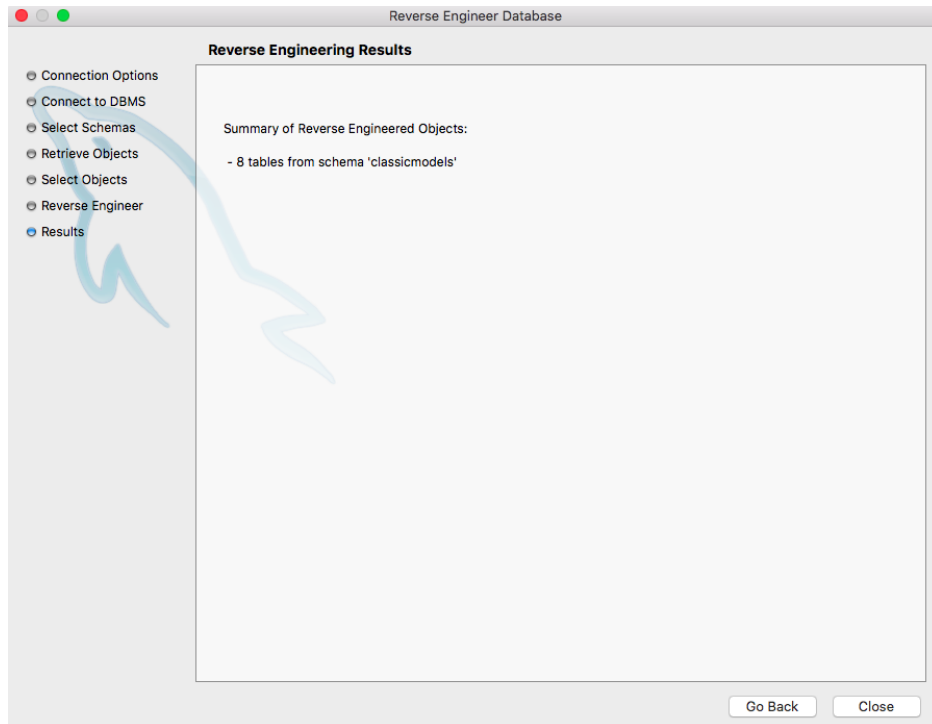 Reverse Engineer Database
Reverse Engineering Results
Connection Options
Connect to DBMS
Select Schemas
Retrieve Objects
Select Objects
Reverse Engineer
Results
Summary of Reverse Engineered Objects:
- 8 tables from schema 'classicmodels'
Go Back
Close